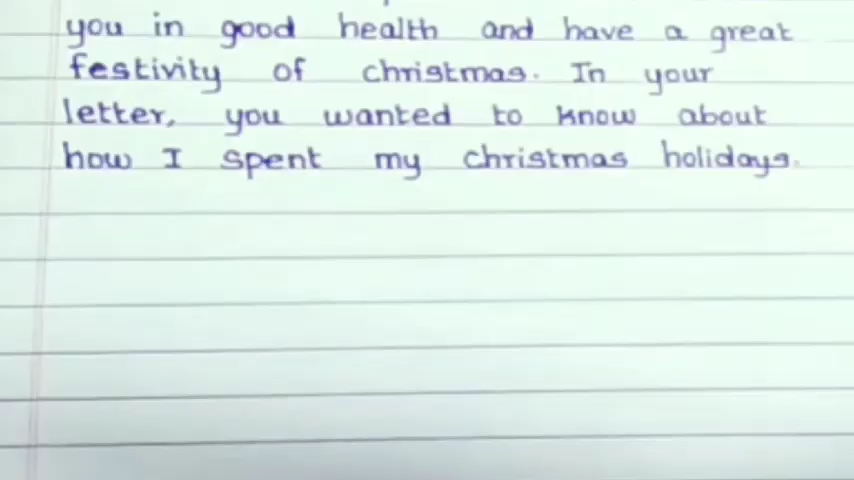 you in good health and have a great
festivity of christmas. In your
letter, you wanted to know about
how I spent my christmas holidays.